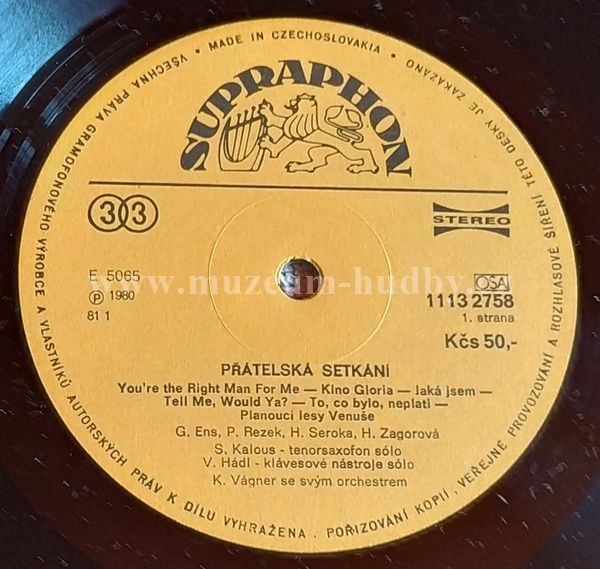 VŠECHNA PRÁVA GRAMOFONOVÉHO VÝROBCE A VLASTNÍKŮ AUTORSKÝCH PRÁV K DÍLU VYHRAŽENA. POŘIZOVÁNÍ KOPIÍ, VEŘEJNÉ PROVOZOVÁNÍ A ROZHLASOVÉ ŠÍŘENÍ TÉTO DESKY JE ZAKÁZÁNO • MADE IN CZECHOSLOVAKIA •
SUPRAPHON
33
STEREO
E 5065
Ⓟ 1980
81 1
www.muzeum-hudby.cz
OSA
1113 2758
1. strana
Kčs 50,-
PŘÁTELSKÁ SETKÁNÍ
You're the Right Man For Me — Kino Gloria — Jaká jsem —
Tell Me, Would Ya? — To, co bylo, neplatí —
Planoucí lesy Venuše
G. Ens, P. Rezek, H. Seroka, H. Zagorová
S. Kalous - tenorsaxofon sólo
V. Hádl - klávesové nástroje sólo
K. Vágner se svým orchestrem